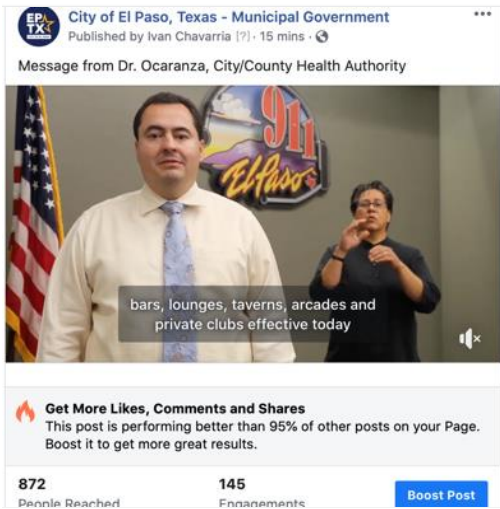 EP
TX
City of El Paso, Texas - Municipal Government
Published by Ivan Chavarria [?] · 15 mins ·
Message from Dr. Ocaranza, City/County Health Authority
911
El Paso
bars, lounges, taverns, arcades and
private clubs effective today
Get More Likes, Comments and Shares
This post is performing better than 95% of other posts on your Page.
Boost it to get more great results.
872
145
People Reached
Engagements
Boost Post